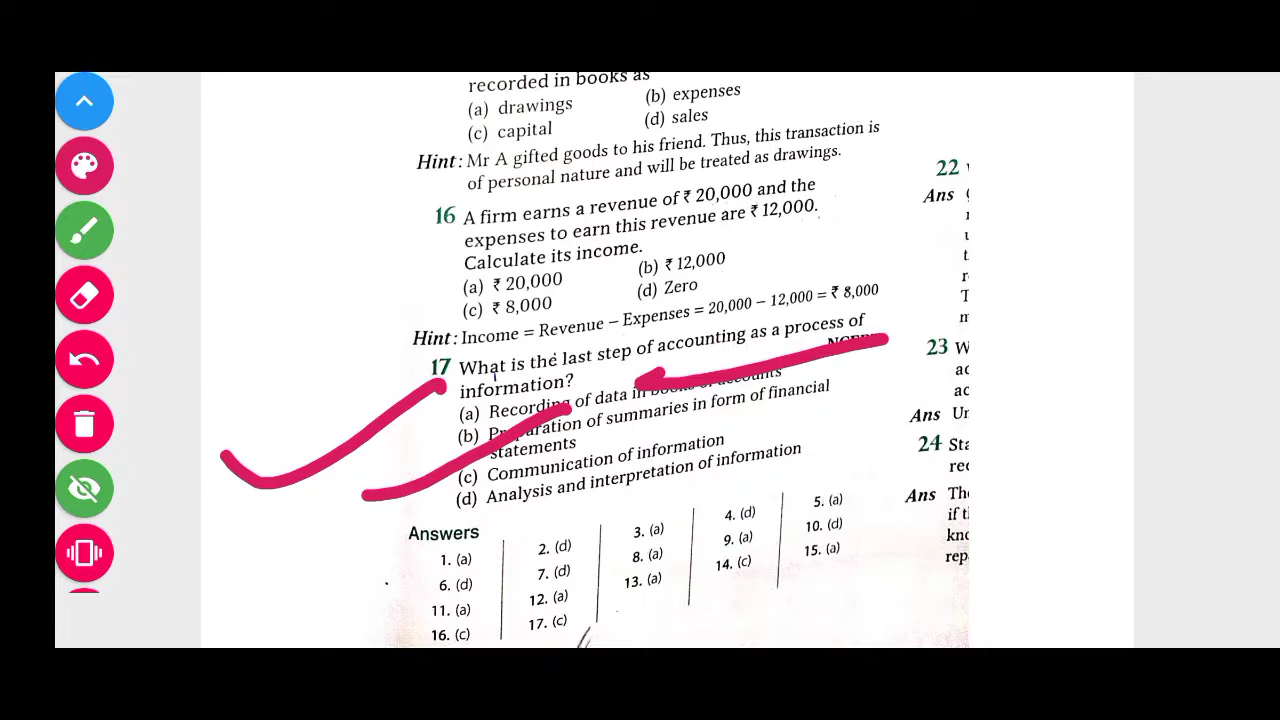 recorded in books as
(a) drawings (b) expenses
(c) capital (d) sales
Hint: Mr A gifted goods to his friend. Thus, this transaction is
of personal nature and will be treated as drawings.
16 A firm earns a revenue of ₹ 20,000 and the
expenses to earn this revenue are ₹ 12,000.
Calculate its income.
(a) ₹ 20,000 (b) ₹ 12,000
(c) ₹ 8,000 (d) Zero
Hint: Income = Revenue − Expenses = 20,000 − 12,000 = ₹ 8,000
17 What is the last step of accounting as a process of
information?
(a) Recording of data in books of accounts
(b) Preparation of summaries in form of financial
statements
(c) Communication of information
(d) Analysis and interpretation of information
Answers
1. (a) 2. (d) 3. (a) 4. (d) 5. (a)
6. (d) 7. (d) 8. (a) 9. (a) 10. (d)
11. (a) 12. (a) 13. (a) 14. (c) 15. (a)
16. (c) 17. (c)
22
Ans
23
Ans
24
Ans